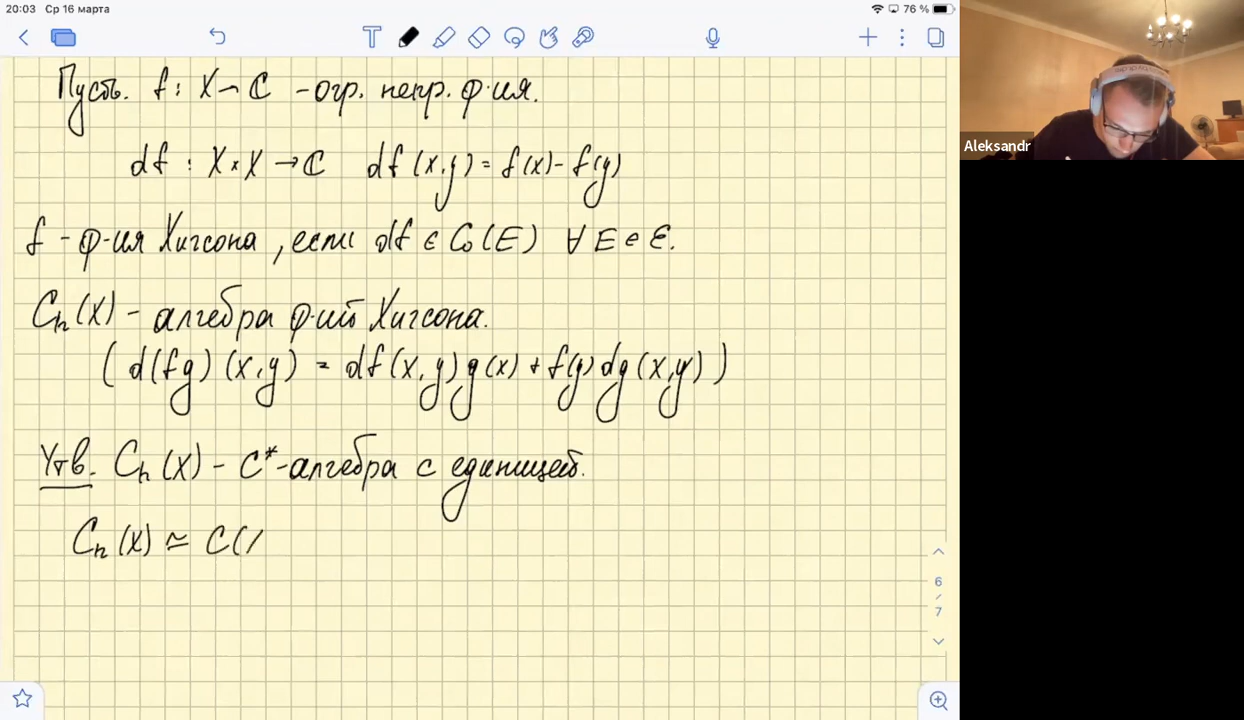 20:03 Ср 16 марта
76 %
Пусть. f : X → ℂ - огр. непр. ф-ия.
df : X × X → ℂ df (x,y) = f(x) - f(y)
f - ф-ия Хигсона, если df ∈ C₀(E) ∀ E ∈ ℰ.
Cₕ(X) - алгебра ф-ий Хигсона.
( d(fg) (x,y) = df(x,y) g(x) + f(y) dg(x,y) )
Утв. Cₕ(X) - C*-алгебра с единицей.
Cₕ(X) ≃ C(
6
/
7
Aleksandr